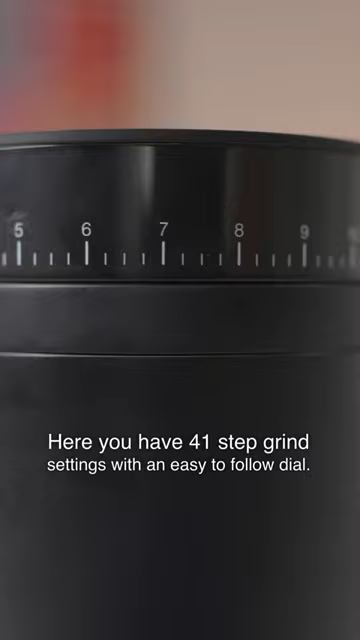 5 6 7 8 9
Here you have 41 step grind
settings with an easy to follow dial.